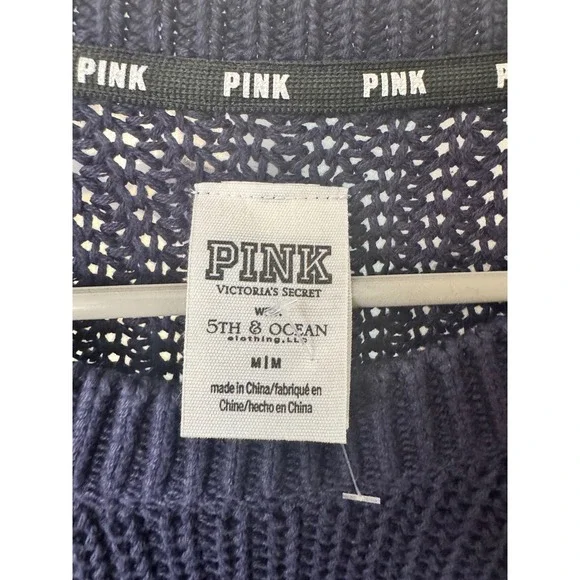 PINK PINK PINK
PINK
VICTORIA'S SECRET
5TH & OCEAN
clothing, LLC
M|M
made in China/fabriqué en
Chine/hecho en China